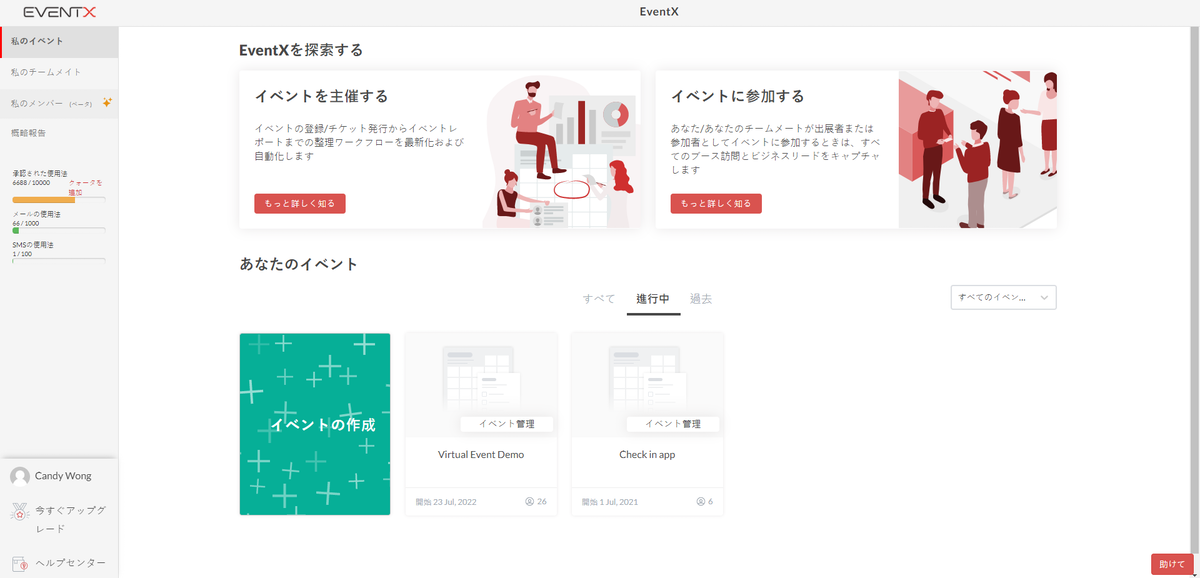 EVENTX
EventX
私のイベント
私のチームメイト
私のメンバー (ベータ)
概略報告
承認された使用法
6688 / 10000
クォータを
追加
メールの使用法
66 / 1000
SMSの使用法
1 / 100
Candy Wong
今すぐアップグ
レード
ヘルプセンター
EventXを探索する
イベントを主催する
イベントの登録/チケット発行からイベントレ
ポートまでの整理ワークフローを最新化および
自動化します
もっと詳しく知る
イベントに参加する
あなた/あなたのチームメートが出展者または
参加者としてイベントに参加するときは、すべ
てのブース訪問とビジネスリードをキャプチャ
します
もっと詳しく知る
あなたのイベント
すべて
進行中
過去
すべてのイベン...
イベントの作成
イベント管理
Virtual Event Demo
開始 23 Jul, 2022
26
イベント管理
Check in app
開始 1 Jul, 2021
6
助けて